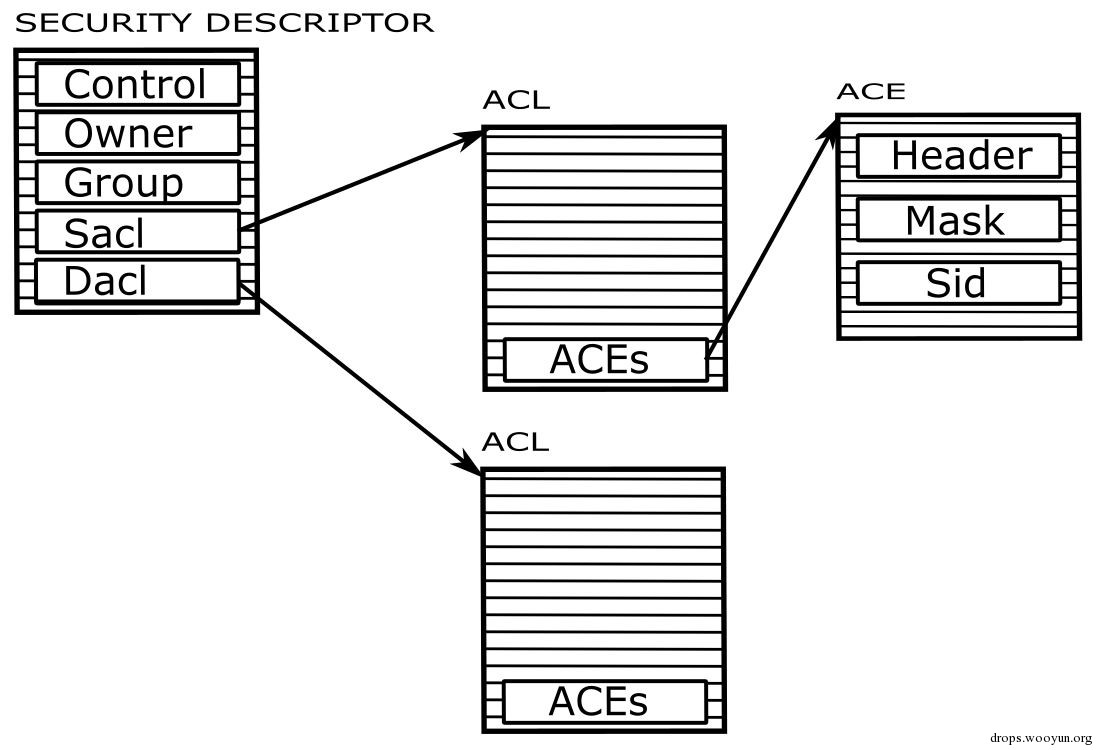 SECURITY DESCRIPTOR
Control
Owner
Group
Sacl
Dacl
ACL
ACEs
ACE
Header
Mask
Sid
ACL
ACEs
drops.wooyun.org